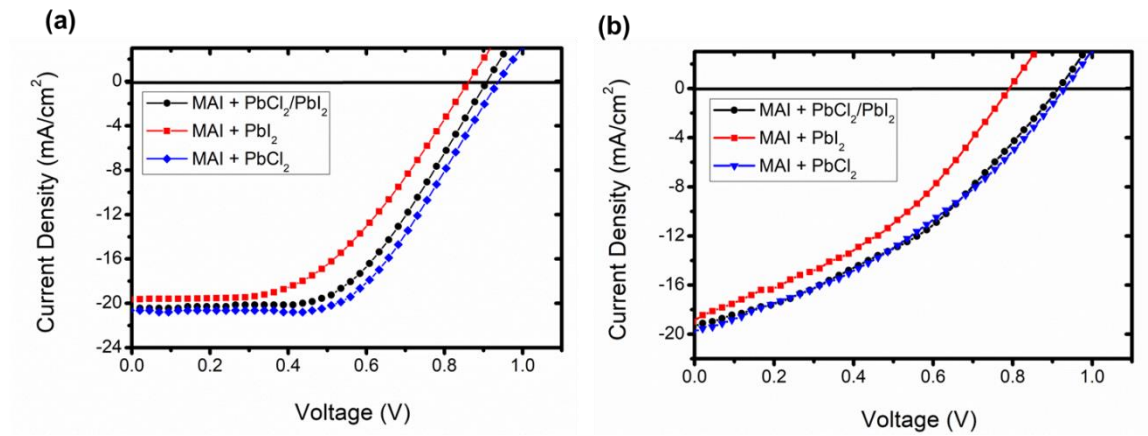 (a)
0
-4
-8
-12
-16
-20
-24
Current Density (mA/cm²)
MAI + PbCl₂/PbI₂
MAI + PbI₂
MAI + PbCl₂
0.0 0.2 0.4 0.6 0.8 1.0
Voltage (V)
(b)
0
-4
-8
-12
-16
-20
Current Density (mA/cm²)
MAI + PbCl₂/PbI₂
MAI + PbI₂
MAI + PbCl₂
0.0 0.2 0.4 0.6 0.8 1.0
Voltage (V)